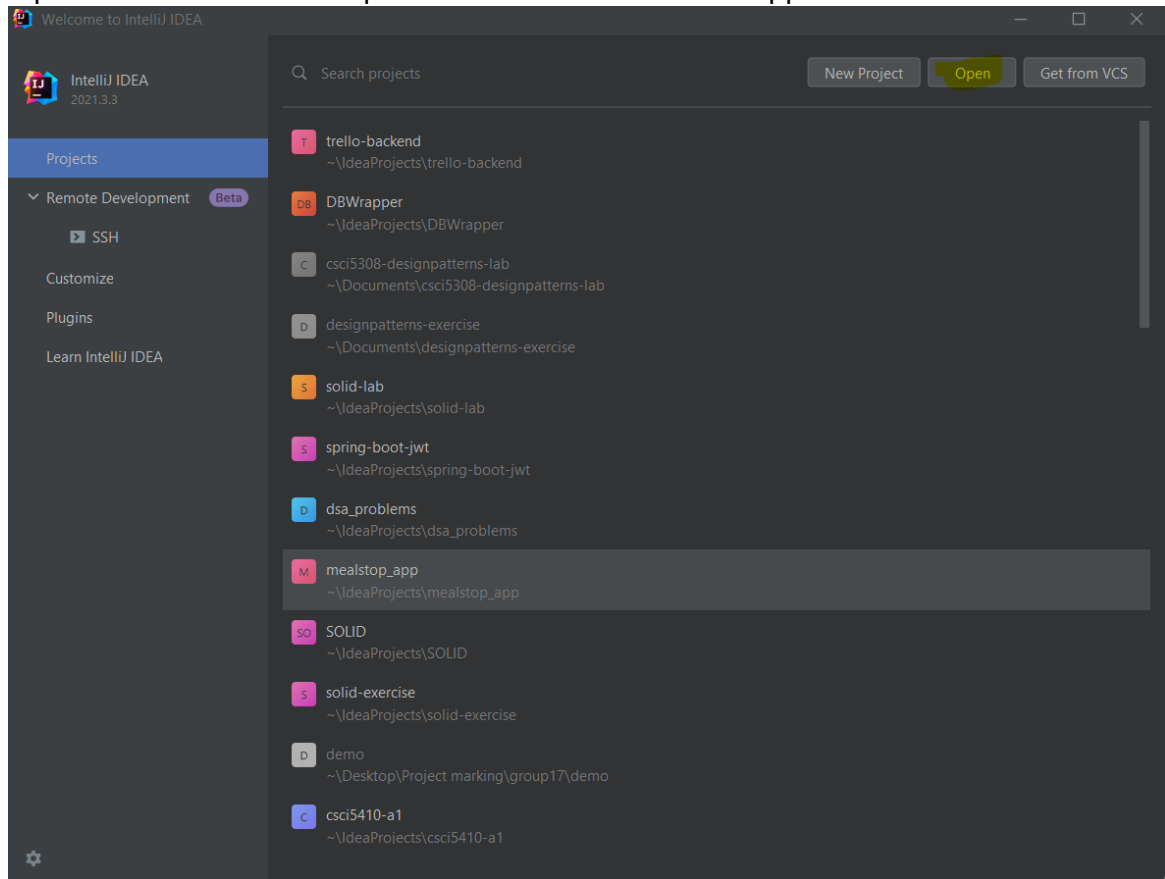 Welcome to IntelliJ IDEA
IJ
IntelliJ IDEA
2021.3.3
Search projects
New Project
Open
Get from VCS
Projects
Remote Development Beta
SSH
Customize
Plugins
Learn IntelliJ IDEA
T trello-backend
~\IdeaProjects\trello-backend
DB DBWrapper
~\IdeaProjects\DBWrapper
C csci5308-designpatterns-lab
~\Documents\csci5308-designpatterns-lab
D designpatterns-exercise
~\Documents\designpatterns-exercise
S solid-lab
~\IdeaProjects\solid-lab
S spring-boot-jwt
~\IdeaProjects\spring-boot-jwt
D dsa_problems
~\IdeaProjects\dsa_problems
M mealstop_app
~\IdeaProjects\mealstop_app
SO SOLID
~\IdeaProjects\SOLID
S solid-exercise
~\IdeaProjects\solid-exercise
D demo
~\Desktop\Project marking\group17\demo
C csci5410-a1
~\IdeaProjects\csci5410-a1